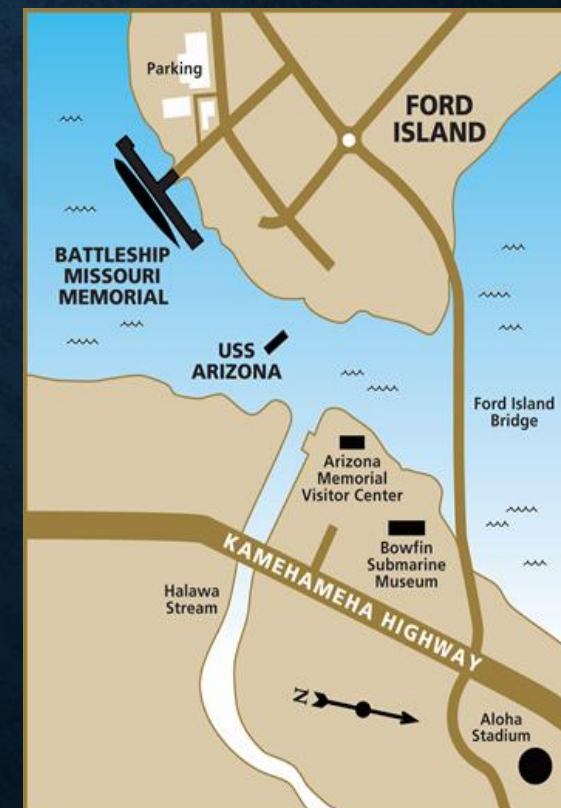 Parking
FORD
ISLAND
BATTLESHIP
MISSOURI
MEMORIAL
USS
ARIZONA
Ford Island
Bridge
Arizona
Memorial
Visitor Center
Bowfin
Submarine
Museum
KAMEHAMEHA HIGHWAY
Halawa
Stream
N
Aloha
Stadium